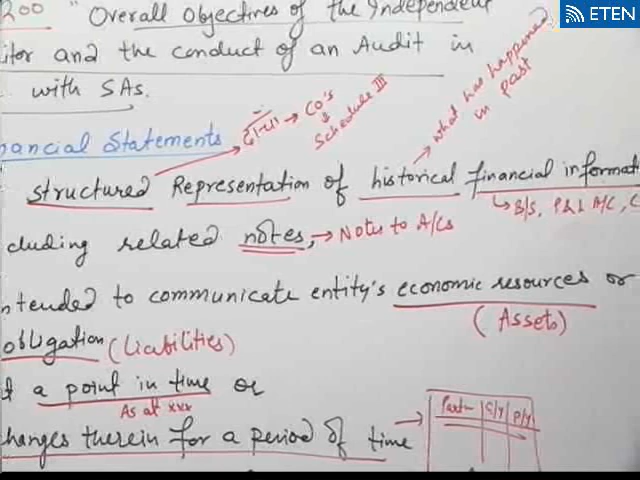 ETEN
200 "Overall Objectives of the Independen
itor and the conduct of an Audit in
with SAs.
nancial Statements
→ Co's
Schedule III
what has happened
in past
structured Representation of historical financial informat
↳ B/S, P&L A/C, C
cluding related notes, → Notes to A/Cs
ntended to communicate entity's economic resources or
(Assets)
obligation (Liabilities)
t a point in time or
As at xxx
hanges therein for a period of time →
Part- C/Y P/Y